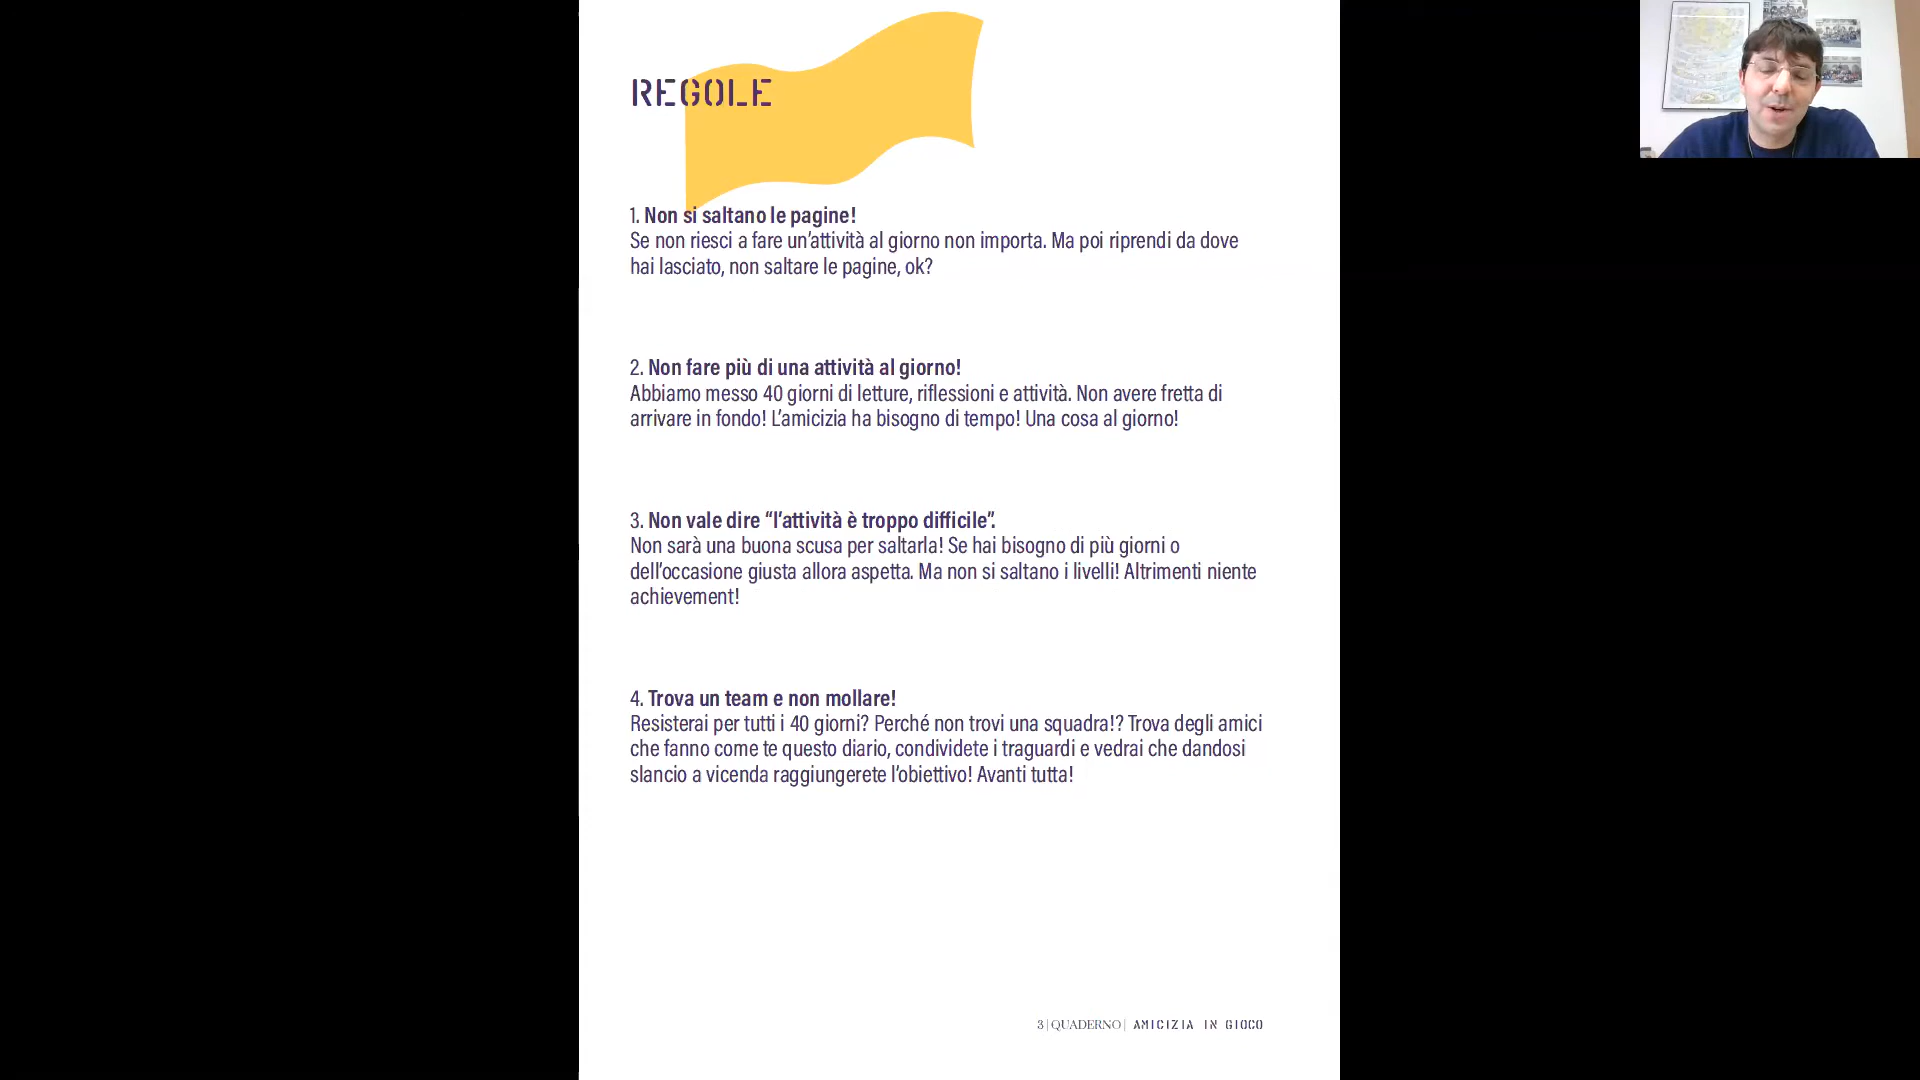 REGOLE
1. Non si saltano le pagine!
Se non riesci a fare un’attività al giorno non importa. Ma poi riprendi da dove
hai lasciato, non saltare le pagine, ok?
2. Non fare più di una attività al giorno!
Abbiamo messo 40 giorni di letture, riflessioni e attività. Non avere fretta di
arrivare in fondo! L’amicizia ha bisogno di tempo! Una cosa al giorno!
3. Non vale dire “l’attività è troppo difficile”.
Non sarà una buona scusa per saltarla! Se hai bisogno di più giorni o
dell’occasione giusta allora aspetta. Ma non si saltano i livelli! Altrimenti niente
achievement!
4. Trova un team e non mollare!
Resisterai per tutti i 40 giorni? Perché non trovi una squadra!? Trova degli amici
che fanno come te questo diario, condividete i traguardi e vedrai che dandosi
slancio a vicenda raggiungerete l’obiettivo! Avanti tutta!
3 | QUADERNO | AMICIZIA IN GIOCO